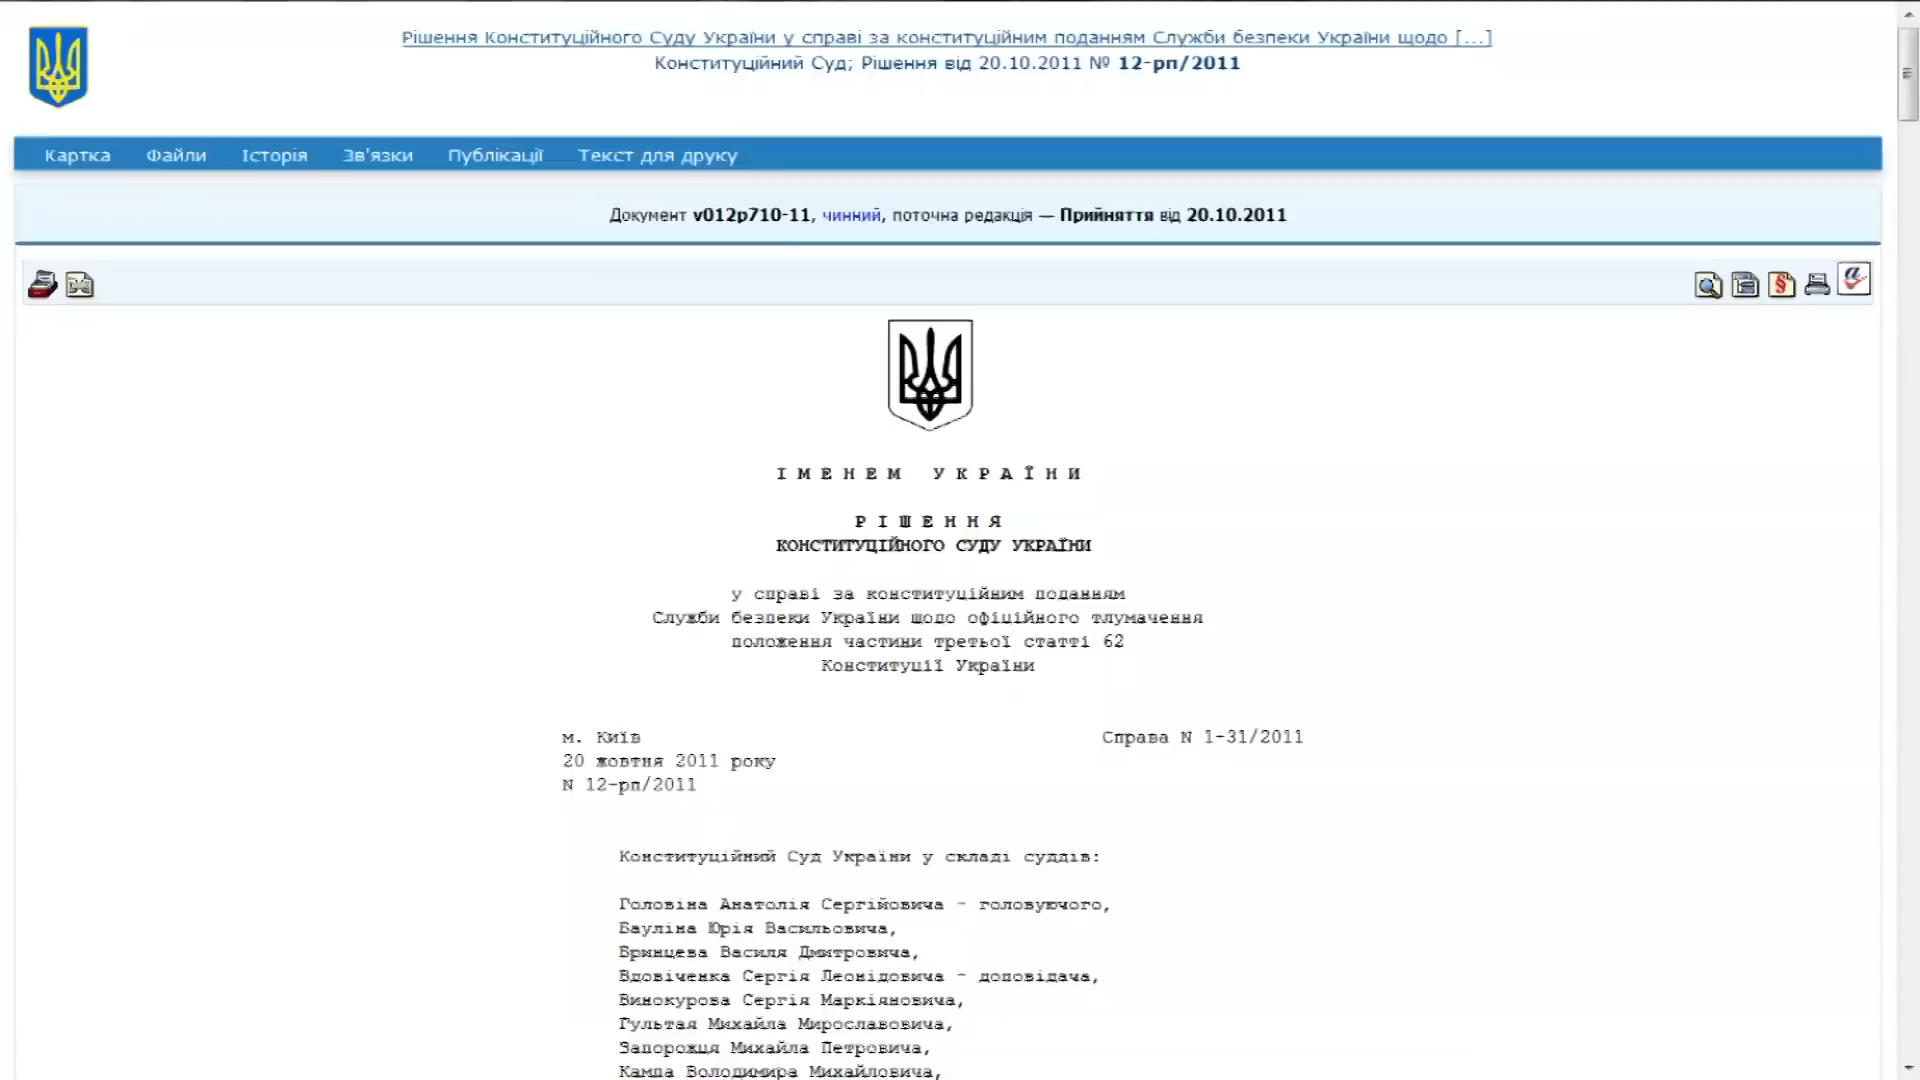 Рішення Конституційного Суду України у справі за конституційним поданням Служби безпеки України щодо [...]
Конституційний Суд; Рішення від 20.10.2011 № 12-рп/2011
Картка Файли Історія Зв'язки Публікації Текст для друку
Документ v012p710-11, чинний, поточна редакція — Прийняття від 20.10.2011
І М Е Н Е М У К Р А Ї Н И
Р І Ш Е Н Н Я
КОНСТИТУЦІЙНОГО СУДУ УКРАЇНИ
у справі за конституційним поданням
Служби безпеки України щодо офіційного тлумачення
положення частини третьої статті 62
Конституції України
м. Київ Справа N 1-31/2011
20 жовтня 2011 року
N 12-рп/2011
Конституційний Суд України у складі суддів:
Головіна Анатолія Сергійовича - головуючого,
Бауліна Юрія Васильовича,
Бринцева Василя Дмитровича,
Вдовіченка Сергія Леонідовича - доповідача,
Винокурова Сергія Маркіяновича,
Гультая Михайла Мирославовича,
Запорожця Михайла Петровича,
Кампа Володимира Михайловича,